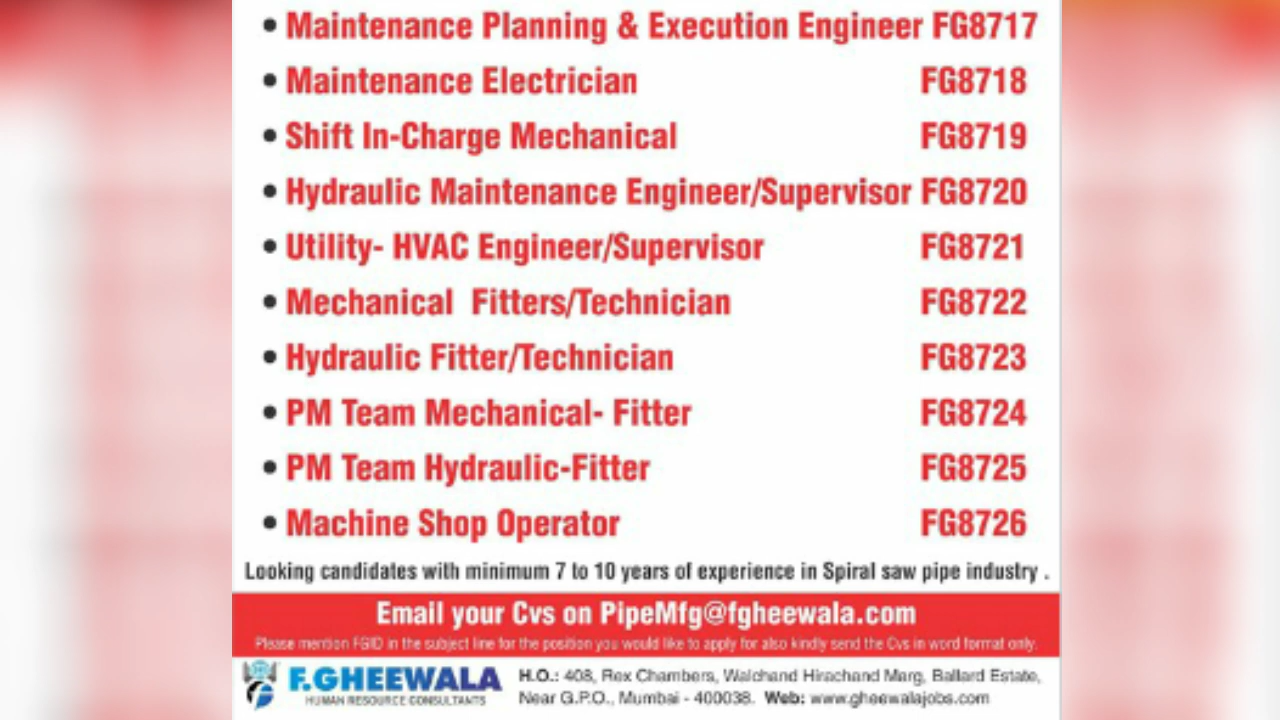 • Maintenance Planning & Execution Engineer FG8717
• Maintenance Electrician FG8718
• Shift In-Charge Mechanical FG8719
• Hydraulic Maintenance Engineer/Supervisor FG8720
• Utility- HVAC Engineer/Supervisor FG8721
• Mechanical Fitters/Technician FG8722
• Hydraulic Fitter/Technician FG8723
• PM Team Mechanical- Fitter FG8724
• PM Team Hydraulic-Fitter FG8725
• Machine Shop Operator FG8726
Looking candidates with minimum 7 to 10 years of experience in Spiral saw pipe industry .
Email your Cvs on PipeMfg@fgheewala.com
Please mention FGID in the subject line for the position you would like to apply for also kindly send the Cvs in word format only.
F.GHEEWALA
HUMAN RESOURCE CONSULTANTS
H.O.: 408, Rex Chambers, Walchand Hirachand Marg, Ballard Estate,
Near G.P.O., Mumbai - 400038. Web: www.gheewalajobs.com